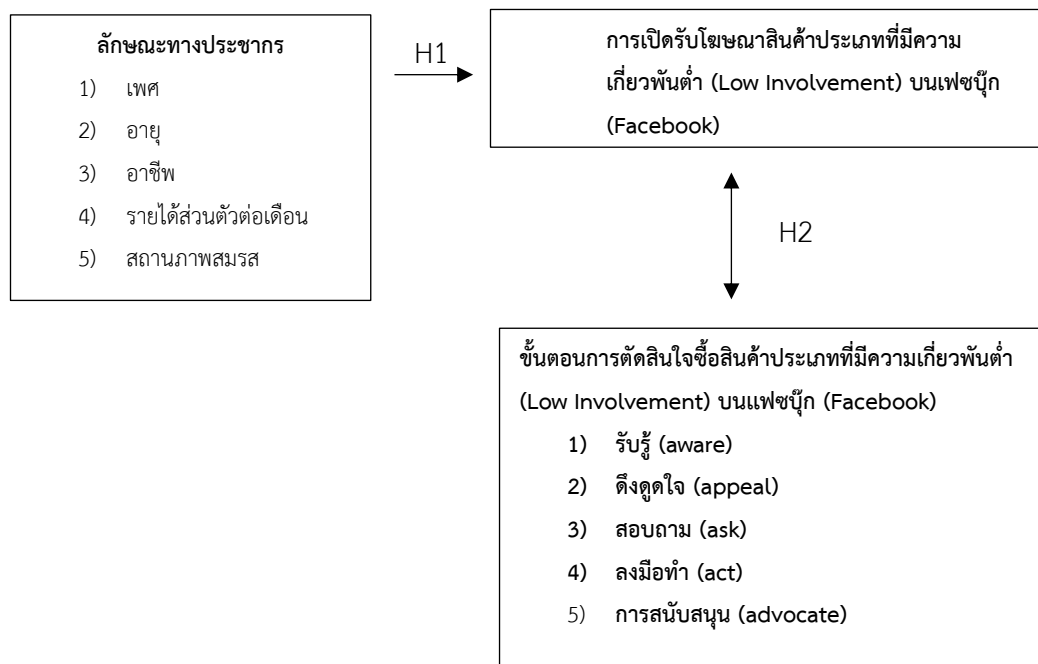 ลักษณะทางประชากร
1) เพศ
2) อายุ
3) อาชีพ
4) รายได้ส่วนตัวต่อเดือน
5) สถานภาพสมรส
H1
การเปิดรับโฆษณาสินค้าประเภทที่มีความ
เกี่ยวพันต่ำ (Low Involvement) บนเฟซบุ๊ก
(Facebook)
H2
ขั้นตอนการตัดสินใจซื้อสินค้าประเภทที่มีความเกี่ยวพันต่ำ
(Low Involvement) บนแฟซบุ๊ก (Facebook)
1) รับรู้ (aware)
2) ดึงดูดใจ (appeal)
3) สอบถาม (ask)
4) ลงมือทำ (act)
5) การสนับสนุน (advocate)